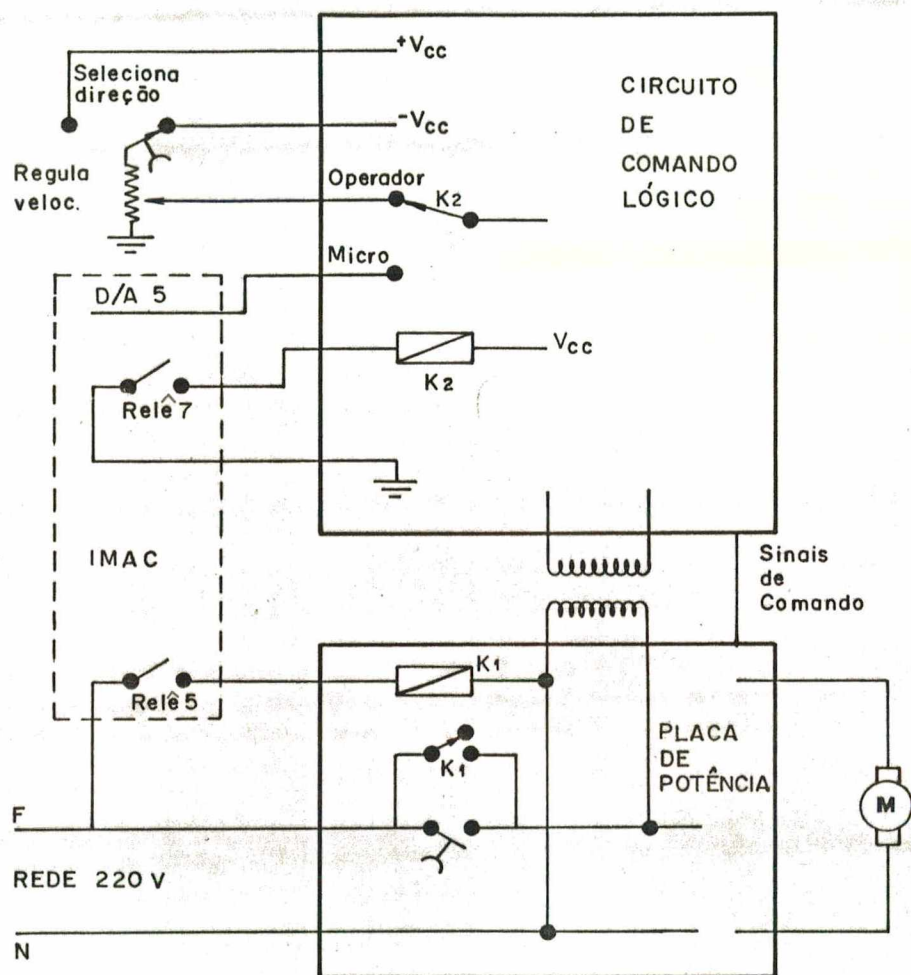 +Vcc
Seleciona
direção
-Vcc
CIRCUITO
DE
COMANDO
LÓGICO
Regula
veloc.
Operador
K2
Micro
D/A 5
Vcc
K2
Relê 7
IMAC
Sinais
de
Comando
K1
Relê 5
K1
PLACA
DE
POTÊNCIA
M
F
REDE 220 V
N